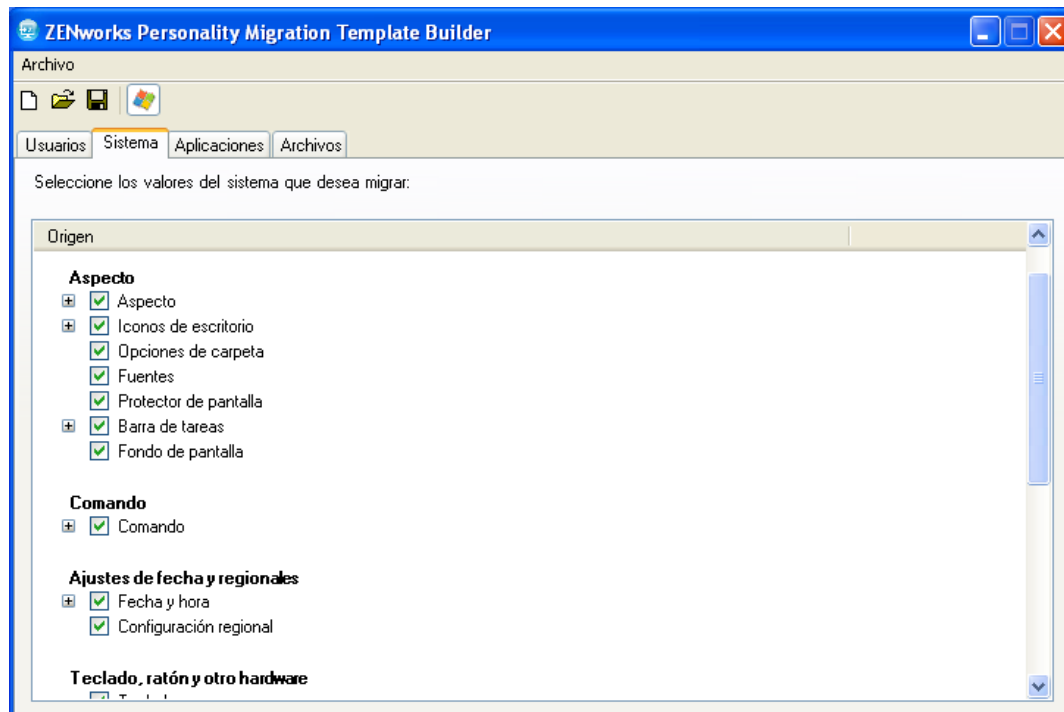 ZENworks Personality Migration Template Builder
Archivo
Usuarios Sistema Aplicaciones Archivos
Seleccione los valores del sistema que desea migrar:
Origen
Aspecto
Aspecto
Iconos de escritorio
Opciones de carpeta
Fuentes
Protector de pantalla
Barra de tareas
Fondo de pantalla
Comando
Comando
Ajustes de fecha y regionales
Fecha y hora
Configuración regional
Teclado, ratón y otro hardware